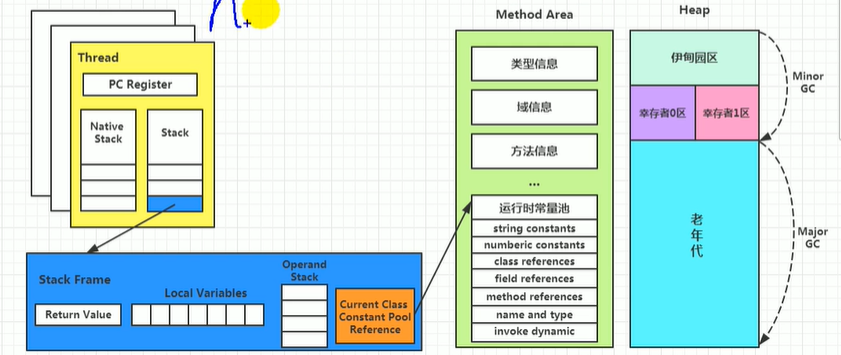 Thread
PC Register
Native
Stack
Stack
Stack Frame
Return Value
Local Variables
Operand
Stack
Current Class
Constant Pool
Reference
Method Area
类型信息
域信息
方法信息
...
运行时常量池
string constants
numberic constants
class references
field references
method references
name and type
invoke dynamic
Heap
伊甸园区
幸存者0区
幸存者1区
老
年
代
Minor
GC
Major
GC